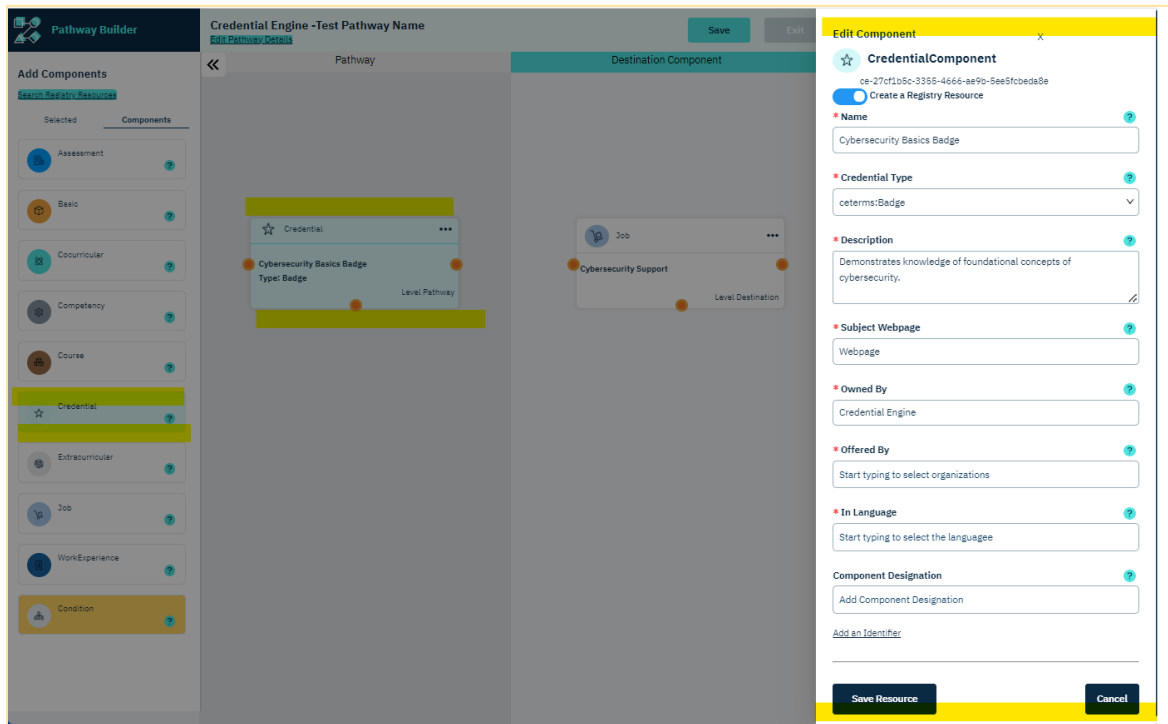 Pathway Builder
Credential Engine -Test Pathway Name
Edit Pathway Details
Save
Exit
Add Components
Search Registry Resources
Selected
Components
Assessment
?
Basic
?
Cocurricular
?
Competency
?
Course
?
Credential
?
Extracurricular
?
Job
?
WorkExperience
?
Condition
?
Pathway
Destination Component
Credential
•••
Cybersecurity Basics Badge
Type: Badge
Level Pathway
Job
•••
Cybersecurity Support
Level Destination
Edit Component
X
CredentialComponent
ce-27cf1b5c-3355-4666-ae9b-5ee5fcbeda8e
Create a Registry Resource
* Name
?
Cybersecurity Basics Badge
* Credential Type
?
ceterms:Badge
* Description
?
Demonstrates knowledge of foundational concepts of
cybersecurity.
* Subject Webpage
?
Webpage
* Owned By
?
Credential Engine
* Offered By
?
Start typing to select organizations
* In Language
?
Start typing to select the languagee
Component Designation
?
Add Component Designation
Add an Identifier
Save Resource
Cancel